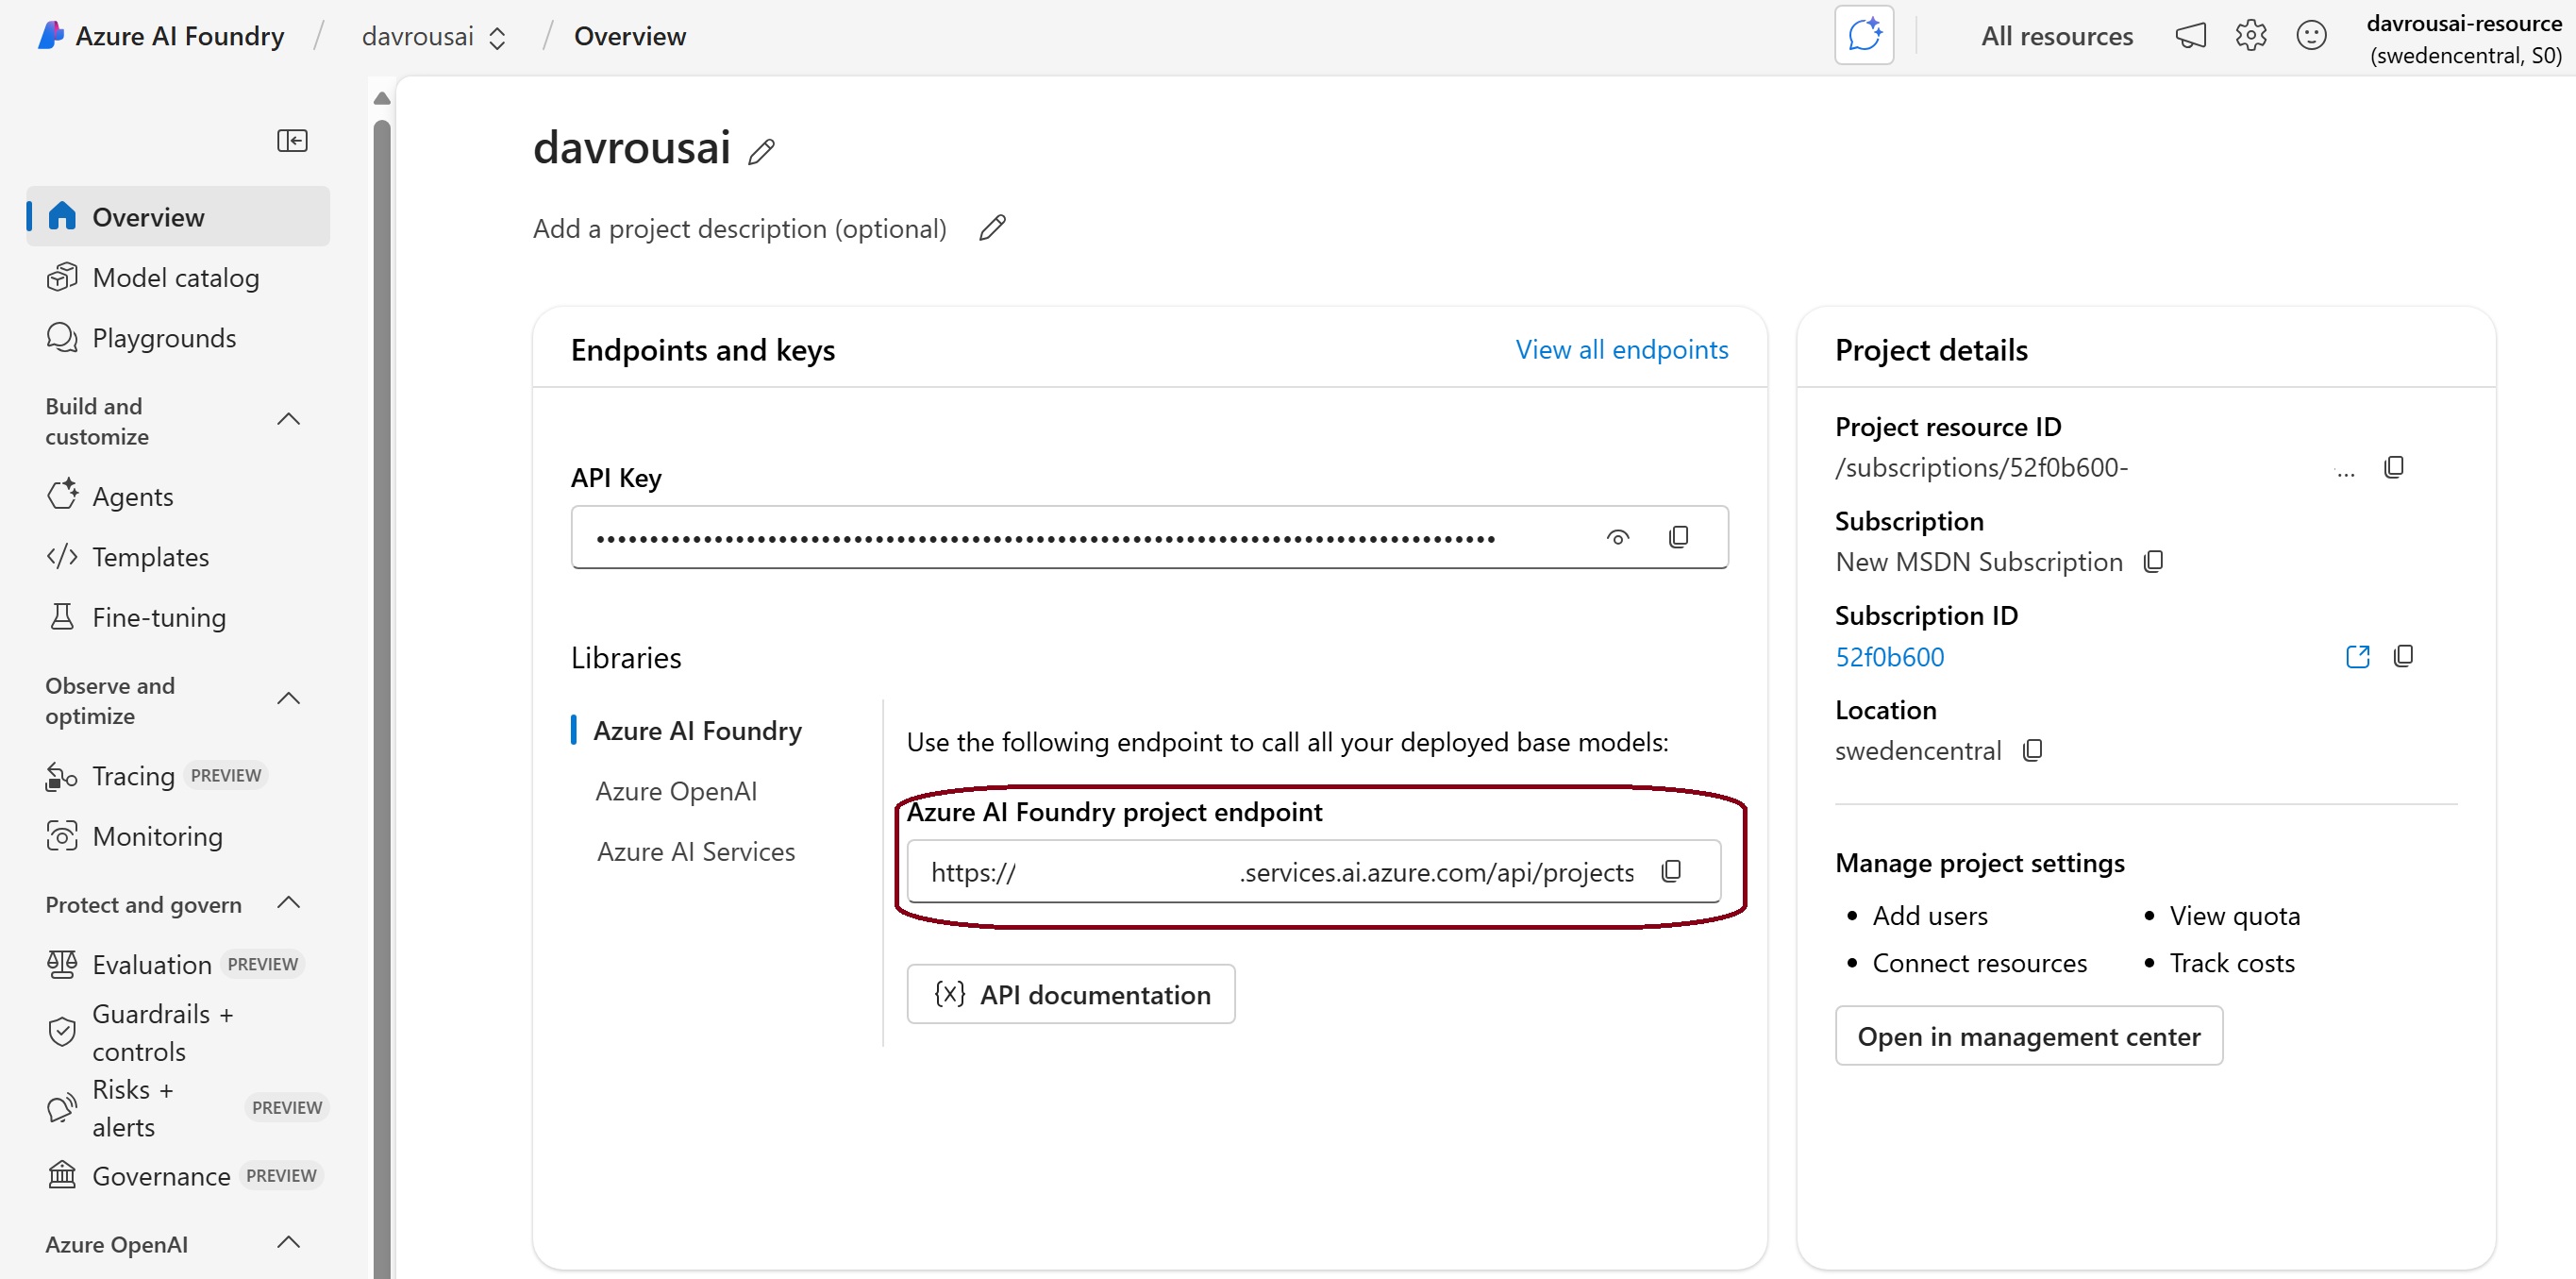 Azure AI Foundry / davrousai / Overview
All resources
davrousai-resource
(swedencentral, S0)
Overview
Model catalog
Playgrounds
Build and
customize
Agents
Templates
Fine-tuning
Observe and
optimize
Tracing PREVIEW
Monitoring
Protect and govern
Evaluation PREVIEW
Guardrails +
controls
Risks +
alerts PREVIEW
Governance PREVIEW
Azure OpenAI
davrousai
Add a project description (optional)
Endpoints and keys
View all endpoints
API Key
••••••••••••••••••••••••••••••••••••••••••••••••••••••••••••••••••••••••••••••••••••
Libraries
Azure AI Foundry
Azure OpenAI
Azure AI Services
Use the following endpoint to call all your deployed base models:
Azure AI Foundry project endpoint
https:// .services.ai.azure.com/api/projects
{x} API documentation
Project details
Project resource ID
/subscriptions/52f0b600- ...
Subscription
New MSDN Subscription
Subscription ID
52f0b600
Location
swedencentral
Manage project settings
• Add users
• View quota
• Connect resources
• Track costs
Open in management center